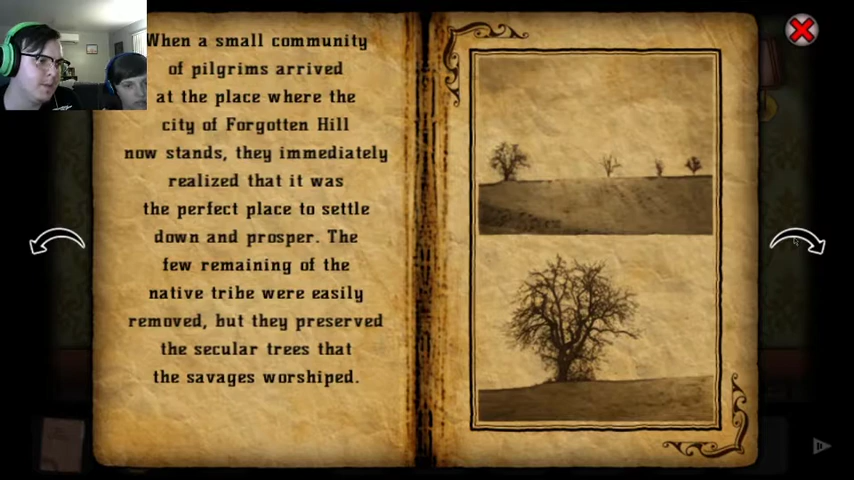 When a small community
of pilgrims arrived
at the place where the
city of Forgotten Hill
now stands, they immediately
realized that it was
the perfect place to settle
down and prosper. The
few remaining of the
native tribe were easily
removed, but they preserved
the secular trees that
the savages worshiped.